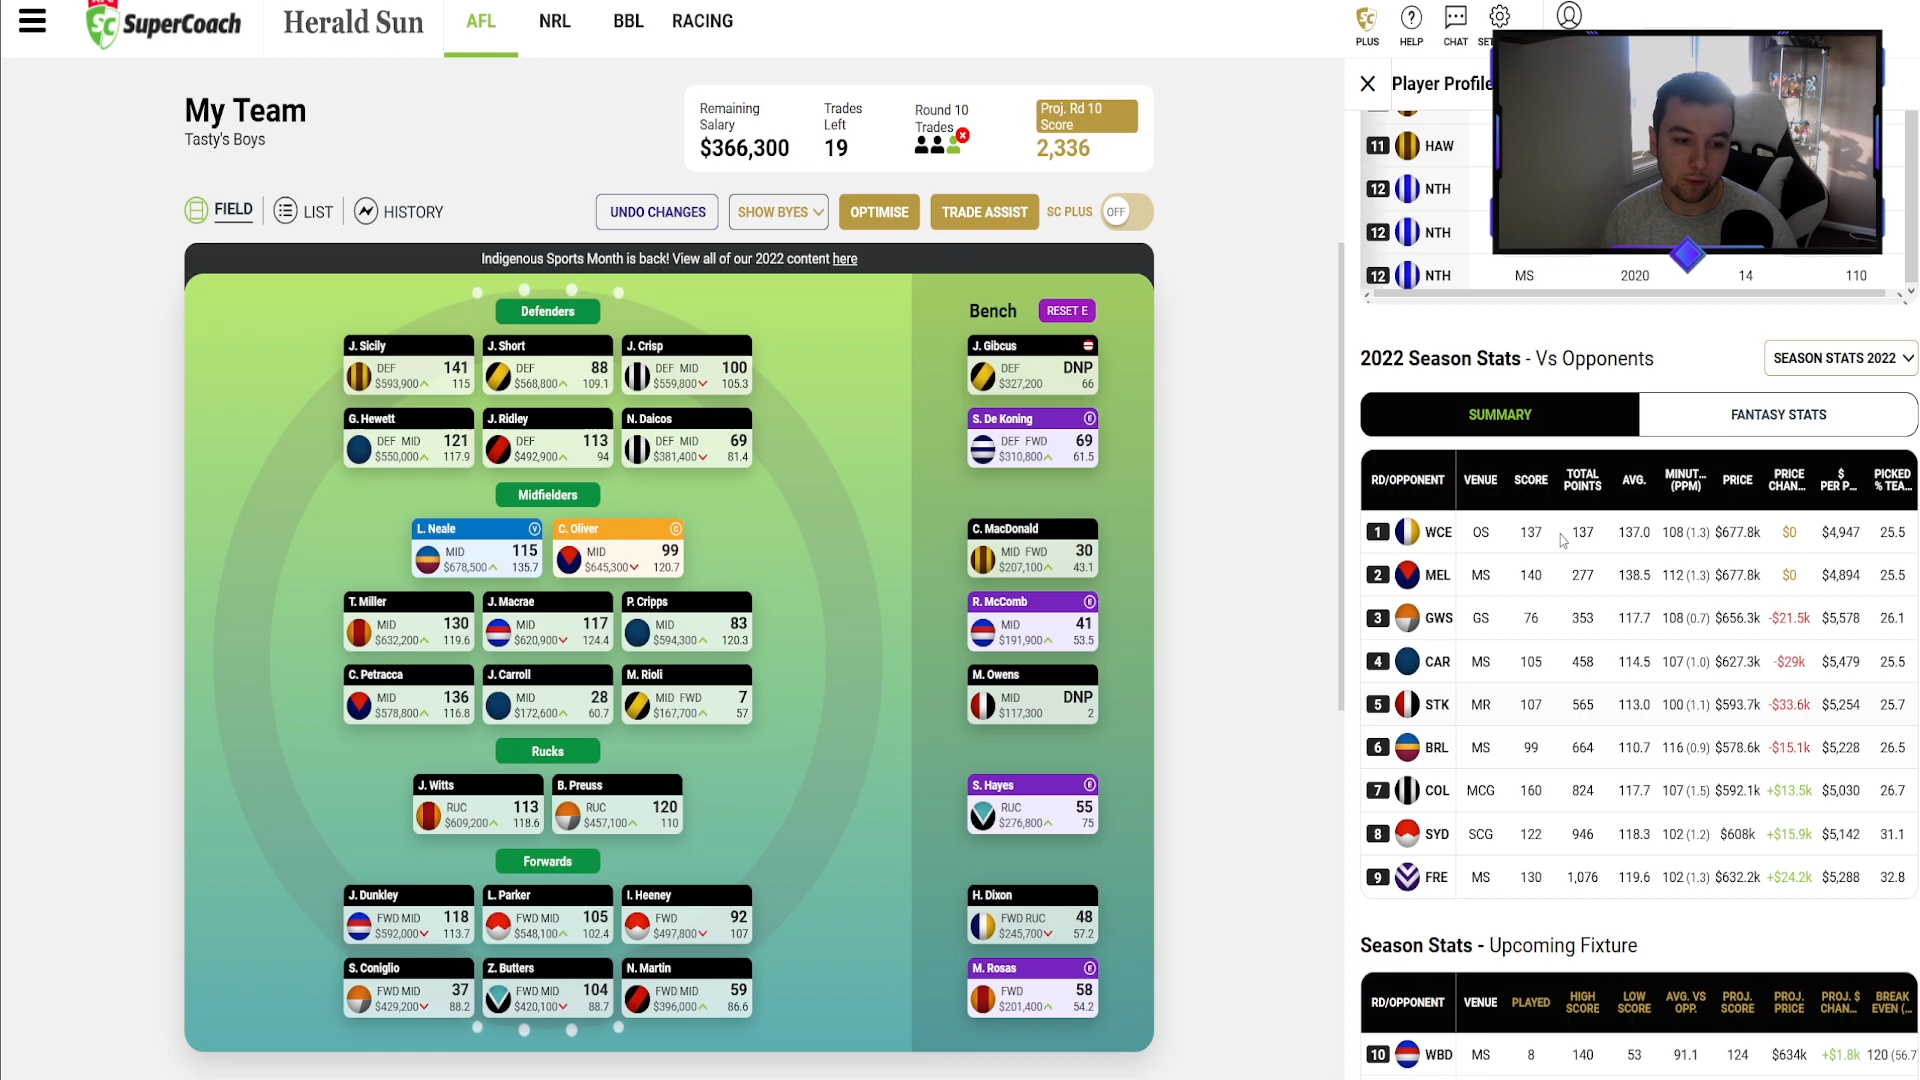 SuperCoach
Herald Sun
AFL NRL BBL RACING
PLUS HELP CHAT
My Team
Tasty's Boys
Remaining Salary $366,300
Trades Left 19
Round 10 Trades
Proj. Rd 10 Score 2,336
FIELD LIST HISTORY
UNDO CHANGES SHOW BYES OPTIMISE TRADE ASSIST SC PLUS OFF
Indigenous Sports Month is back! View all of our 2022 content here
Defenders
J. Sicily DEF 141 $593,900 115
J. Short DEF 88 $568,800 109.1
J. Crisp DEF MID 100 $559,800 105.3
G. Hewett DEF MID 121 $550,000 117.9
J. Ridley DEF 113 $492,900 94
N. Daicos DEF MID 69 $381,400 81.4
Midfielders
L. Neale V MID 115 $678,500 135.7
C. Oliver C MID 99 $645,300 120.7
T. Miller MID 130 $632,200 119.6
J. Macrae MID 117 $620,900 124.4
P. Cripps MID 83 $594,300 120.3
C. Petracca MID 136 $578,800 116.8
J. Carroll MID 28 $172,600 60.7
M. Rioli MID FWD 7 $167,700 57
Rucks
J. Witts RUC 113 $609,200 118.6
B. Preuss RUC 120 $457,100 110
Forwards
J. Dunkley FWD MID 118 $592,000 113.7
L. Parker FWD MID 105 $548,100 102.4
I. Heeney FWD 92 $497,800 107
S. Coniglio FWD MID 37 $429,200 88.2
Z. Butters FWD MID 104 $420,100 88.7
N. Martin FWD MID 59 $396,000 86.6
Bench RESET E
J. Gibcus DEF DNP $327,200 66
S. De Koning E DEF FWD 69 $310,800 61.5
C. MacDonald MID FWD 30 $207,100 43.1
R. McComb E MID 41 $191,900 53.5
M. Owens MID DNP $117,300 2
S. Hayes E RUC 55 $276,800 75
H. Dixon FWD RUC 48 $245,700 57.2
M. Rosas E FWD 58 $201,400 54.2
Player Profile
11 HAW
12 NTH
12 NTH
12 NTH MS 2020 14 110
2022 Season Stats - Vs Opponents SEASON STATS 2022
SUMMARY FANTASY STATS
RD/OPPONENT VENUE SCORE TOTAL POINTS AVG. MINUT... (PPM) PRICE PRICE CHAN... $ PER P... PICKED % TEA...
1 WCE OS 137 137 137.0 108 (1.3) $677.8k $0 $4,947 25.5
2 MEL MS 140 277 138.5 112 (1.3) $677.8k $0 $4,894 25.5
3 GWS GS 76 353 117.7 108 (0.7) $656.3k -$21.5k $5,578 26.1
4 CAR MS 105 458 114.5 107 (1.0) $627.3k -$29k $5,479 25.5
5 STK MR 107 565 113.0 100 (1.1) $593.7k -$33.6k $5,254 25.7
6 BRL MS 99 664 110.7 116 (0.9) $578.6k -$15.1k $5,228 26.5
7 COL MCG 160 824 117.7 107 (1.5) $592.1k +$13.5k $5,030 26.7
8 SYD SCG 122 946 118.3 102 (1.2) $608k +$15.9k $5,142 31.1
9 FRE MS 130 1,076 119.6 102 (1.3) $632.2k +$24.2k $5,288 32.8
Season Stats - Upcoming Fixture
RD/OPPONENT VENUE PLAYED HIGH SCORE LOW SCORE AVG. VS OPP. PROJ. SCORE PROJ. PRICE PROJ. $ CHAN... BREAK EVEN (...
10 WBD MS 8 140 53 91.1 124 $634k +$1.8k 120 (56.7